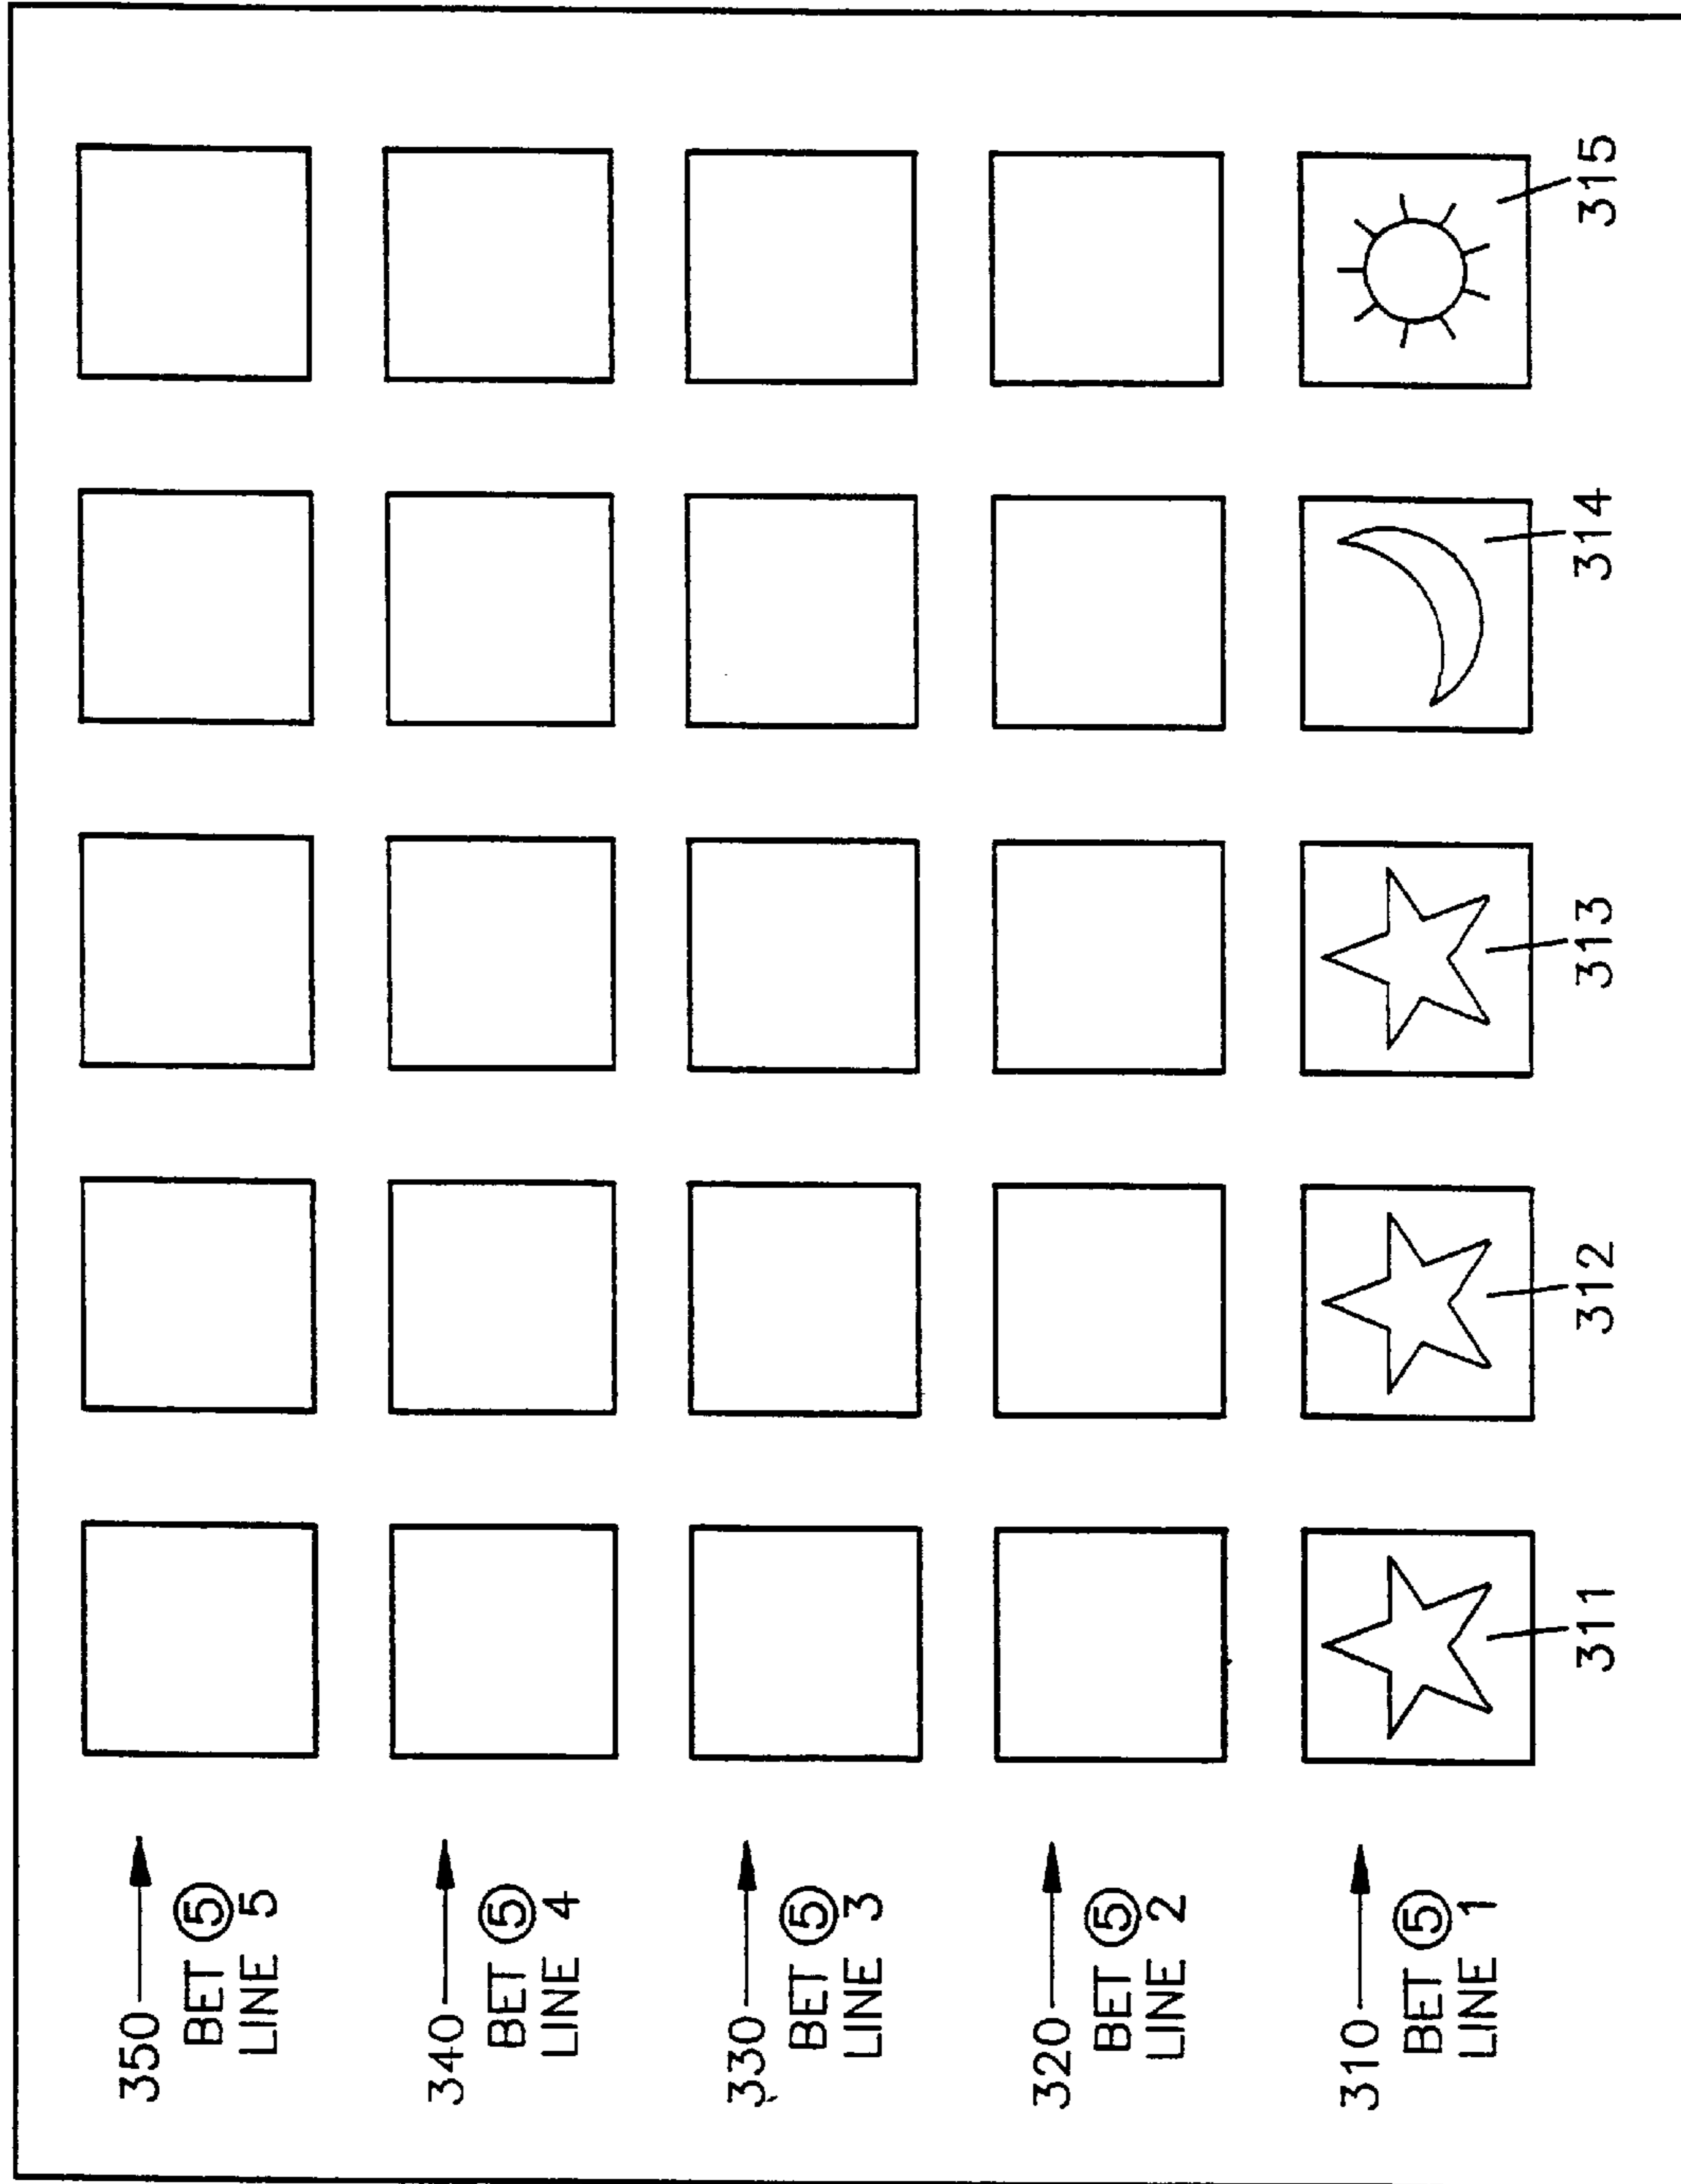 350
BET ⑤
LINE 5
340
BET ⑤
LINE 4
330
BET ⑤
LINE 3
320
BET ⑤
LINE 2
310
BET ⑤
LINE 1
311
312
313
314
315